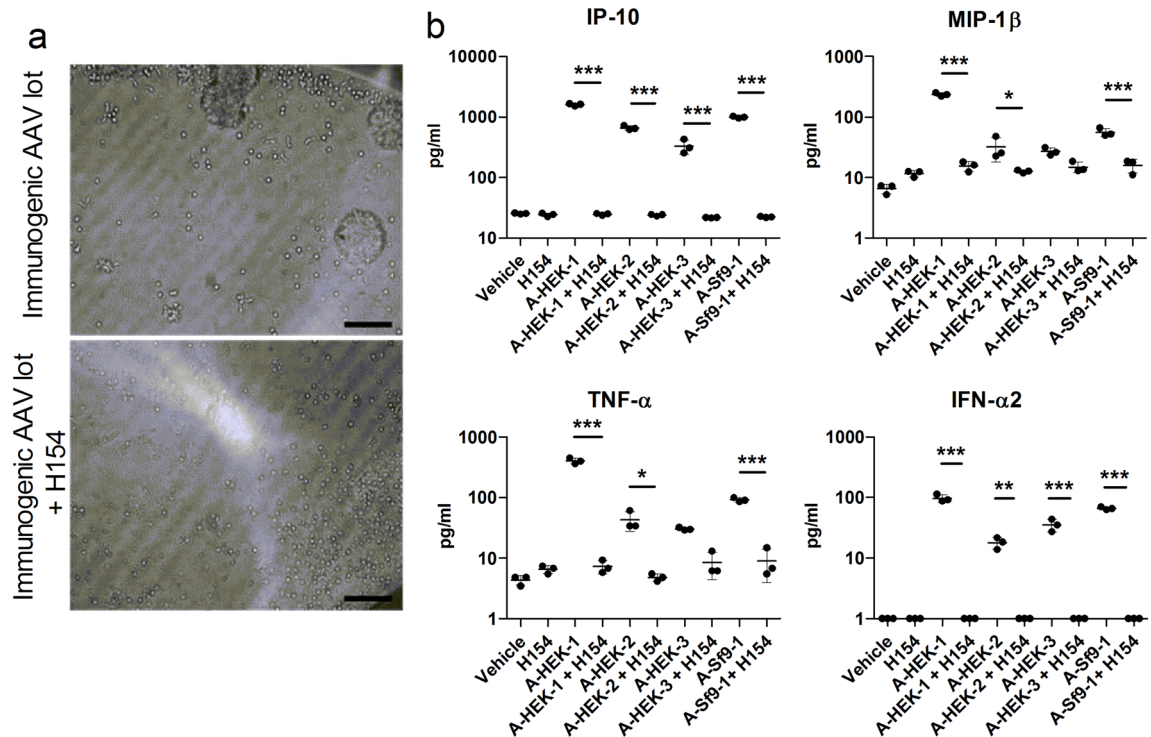 a
Immunogenic AAV lot
Immunogenic AAV lot
+ H154
b
IP-10
pg/ml
10000
1000
100
10
Vehicle
H154
A-HEK-1
A-HEK-1 + H154
A-HEK-2
A-HEK-2 + H154
A-HEK-3
A-HEK-3 + H154
A-Sf9-1
A-Sf9-1+ H154
***
***
***
***
MIP-1β
pg/ml
1000
100
10
1
Vehicle
H154
A-HEK-1
A-HEK-1 + H154
A-HEK-2
A-HEK-2 + H154
A-HEK-3
A-HEK-3 + H154
A-Sf9-1
A-Sf9-1+ H154
***
*
***
TNF-α
pg/ml
1000
100
10
1
Vehicle
H154
A-HEK-1
A-HEK-1 + H154
A-HEK-2
A-HEK-2 + H154
A-HEK-3
A-HEK-3 + H154
A-Sf9-1
A-Sf9-1 + H154
***
*
***
IFN-α2
pg/ml
1000
100
10
1
Vehicle
H154
A-HEK-1
A-HEK-1 + H154
A-HEK-2
A-HEK-2 + H154
A-HEK-3
A-HEK-3 + H154
A-Sf9-1
A-Sf9-1+ H154
***
**
***
***